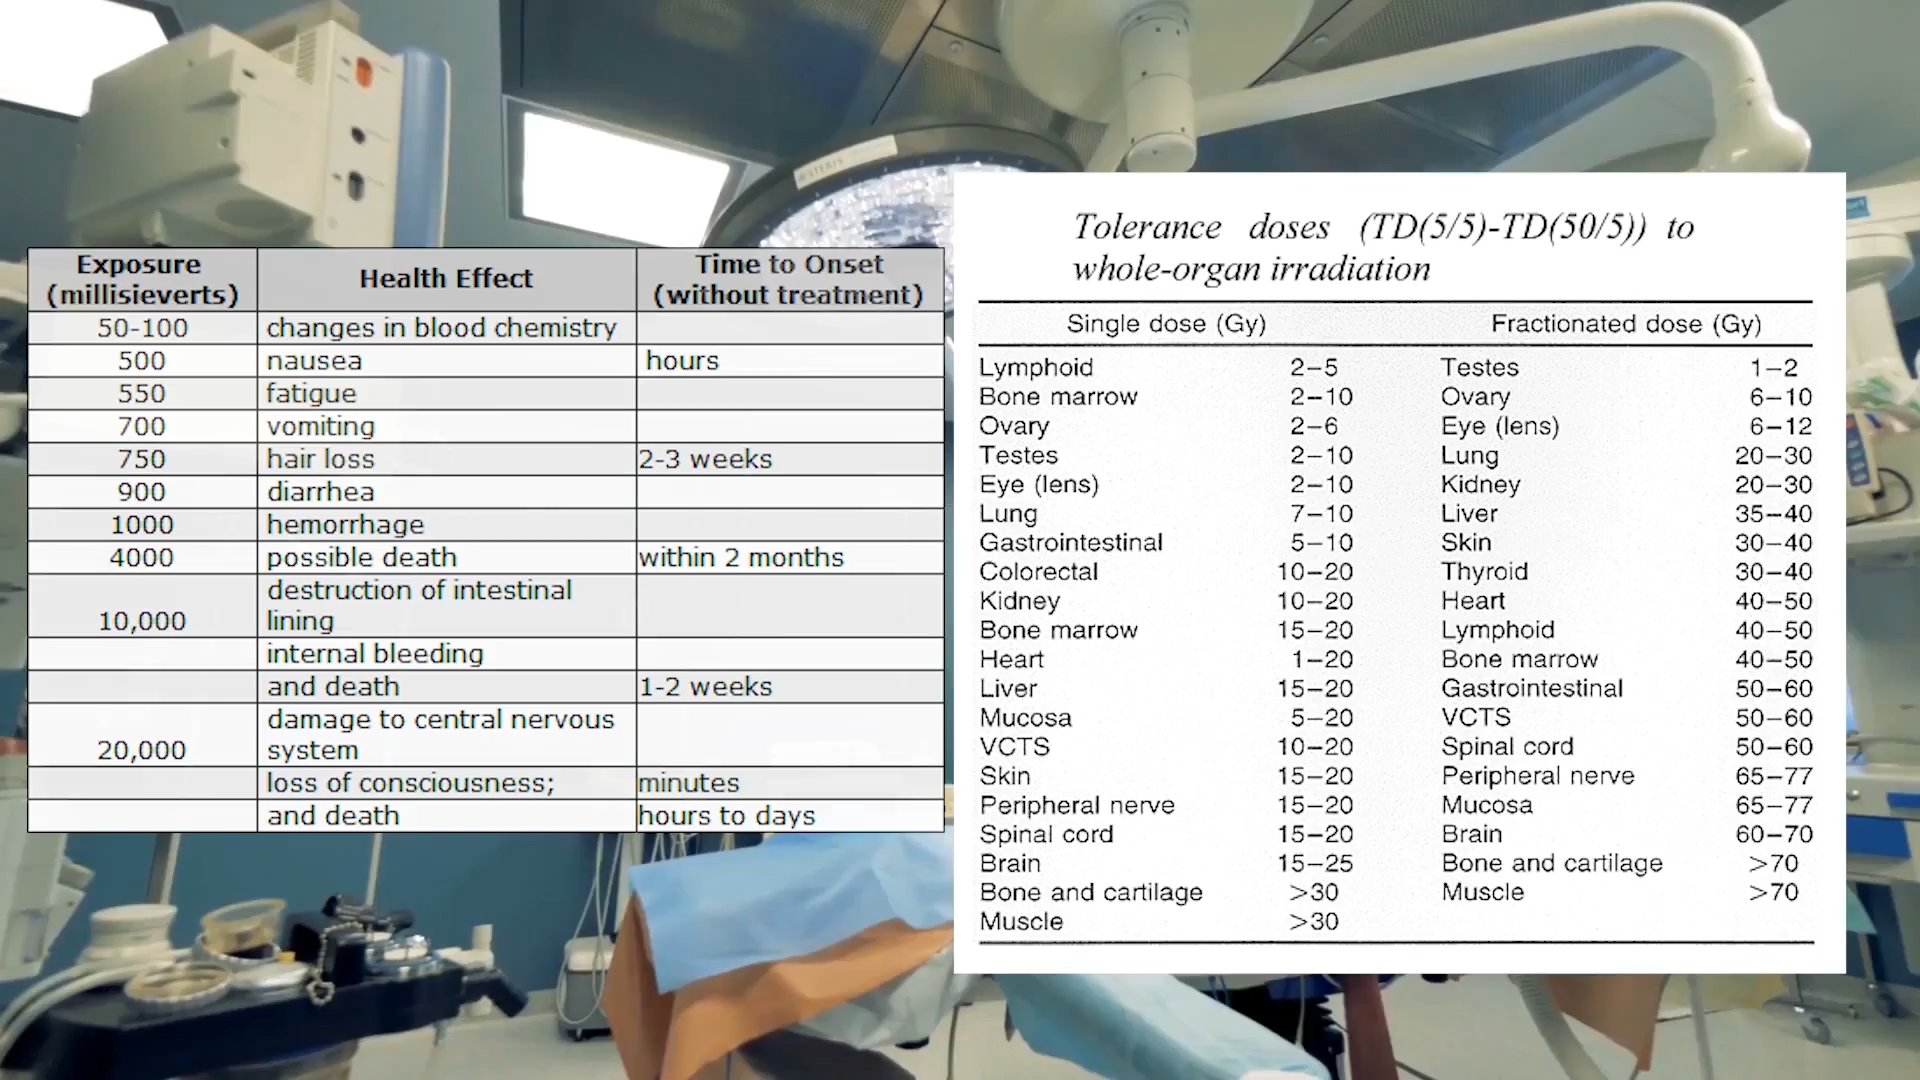 Exposure
(millisieverts)
Health Effect
Time to Onset
(without treatment)
50-100 changes in blood chemistry
500 nausea hours
550 fatigue
700 vomiting
750 hair loss 2-3 weeks
900 diarrhea
1000 hemorrhage
4000 possible death within 2 months
destruction of intestinal
10,000 lining
internal bleeding
and death 1-2 weeks
damage to central nervous
20,000 system
loss of consciousness; minutes
and death hours to days
Tolerance doses (TD(5/5)-TD(50/5)) to
whole-organ irradiation
Single dose (Gy) Fractionated dose (Gy)
Lymphoid 2–5 Testes 1–2
Bone marrow 2–10 Ovary 6–10
Ovary 2–6 Eye (lens) 6–12
Testes 2–10 Lung 20–30
Eye (lens) 2–10 Kidney 20–30
Lung 7–10 Liver 35–40
Gastrointestinal 5–10 Skin 30–40
Colorectal 10–20 Thyroid 30–40
Kidney 10–20 Heart 40–50
Bone marrow 15–20 Lymphoid 40–50
Heart 1–20 Bone marrow 40–50
Liver 15–20 Gastrointestinal 50–60
Mucosa 5–20 VCTS 50–60
VCTS 10–20 Spinal cord 50–60
Skin 15–20 Peripheral nerve 65–77
Peripheral nerve 15–20 Mucosa 65–77
Spinal cord 15–20 Brain 60–70
Brain 15–25 Bone and cartilage >70
Bone and cartilage >30 Muscle >70
Muscle >30